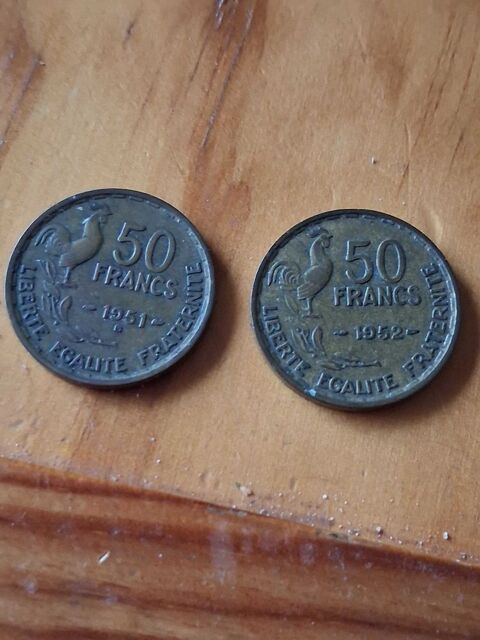 50
FRANCS
1951
B
LIBERTE EGALITE FRATERNITE
50
FRANCS
1952
LIBERTE EGALITE FRATERNITE